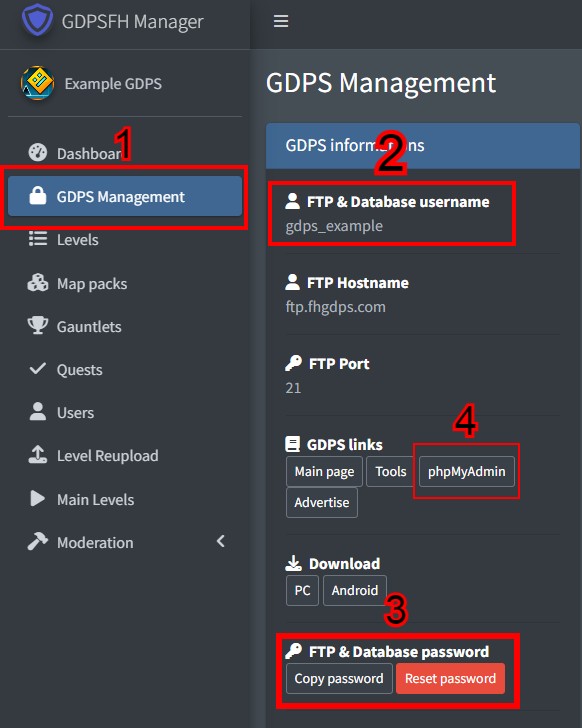 GDPSFH Manager
Example GDPS
1
Dashboar
GDPS Management
Levels
Map packs
Gauntlets
Quests
Users
Level Reupload
Main Levels
Moderation
GDPS Management
GDPS informations
2
FTP & Database username
gdps_example
FTP Hostname
ftp.fhgdps.com
FTP Port
21
4
GDPS links
Main page Tools phpMyAdmin
Advertise
Download
PC Android
3
FTP & Database password
Copy password Reset password